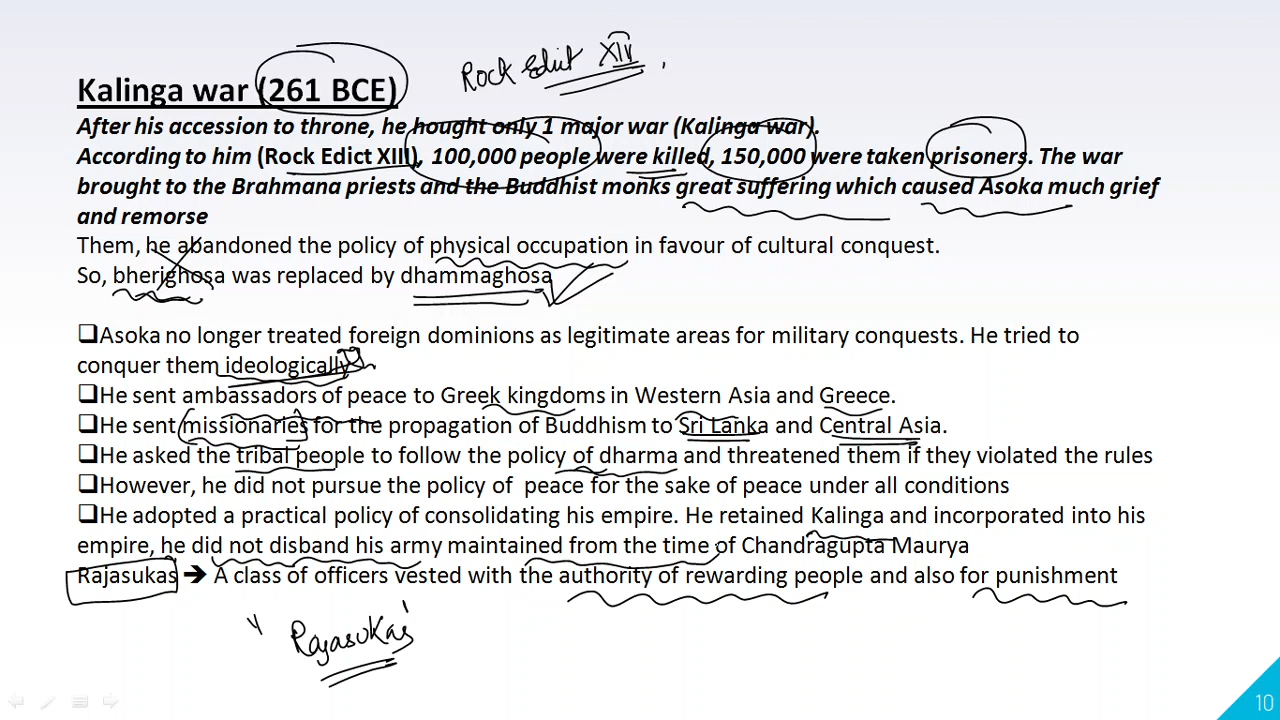 Rock Edict XIV
Kalinga war (261 BCE)
After his accession to throne, he hought only 1 major war (Kalinga war).
According to him (Rock Edict XIII), 100,000 people were killed, 150,000 were taken prisoners. The war
brought to the Brahmana priests and the Buddhist monks great suffering which caused Asoka much grief
and remorse
Them, he abandoned the policy of physical occupation in favour of cultural conquest.
So, bherighosa was replaced by dhammaghosa
❑Asoka no longer treated foreign dominions as legitimate areas for military conquests. He tried to
conquer them ideologically
❑He sent ambassadors of peace to Greek kingdoms in Western Asia and Greece.
❑He sent missionaries for the propagation of Buddhism to Sri Lanka and Central Asia.
❑He asked the tribal people to follow the policy of dharma and threatened them if they violated the rules
❑However, he did not pursue the policy of peace for the sake of peace under all conditions
❑He adopted a practical policy of consolidating his empire. He retained Kalinga and incorporated into his
empire, he did not disband his army maintained from the time of Chandragupta Maurya
Rajasukas ➔ A class of officers vested with the authority of rewarding people and also for punishment
Rajasukas
10